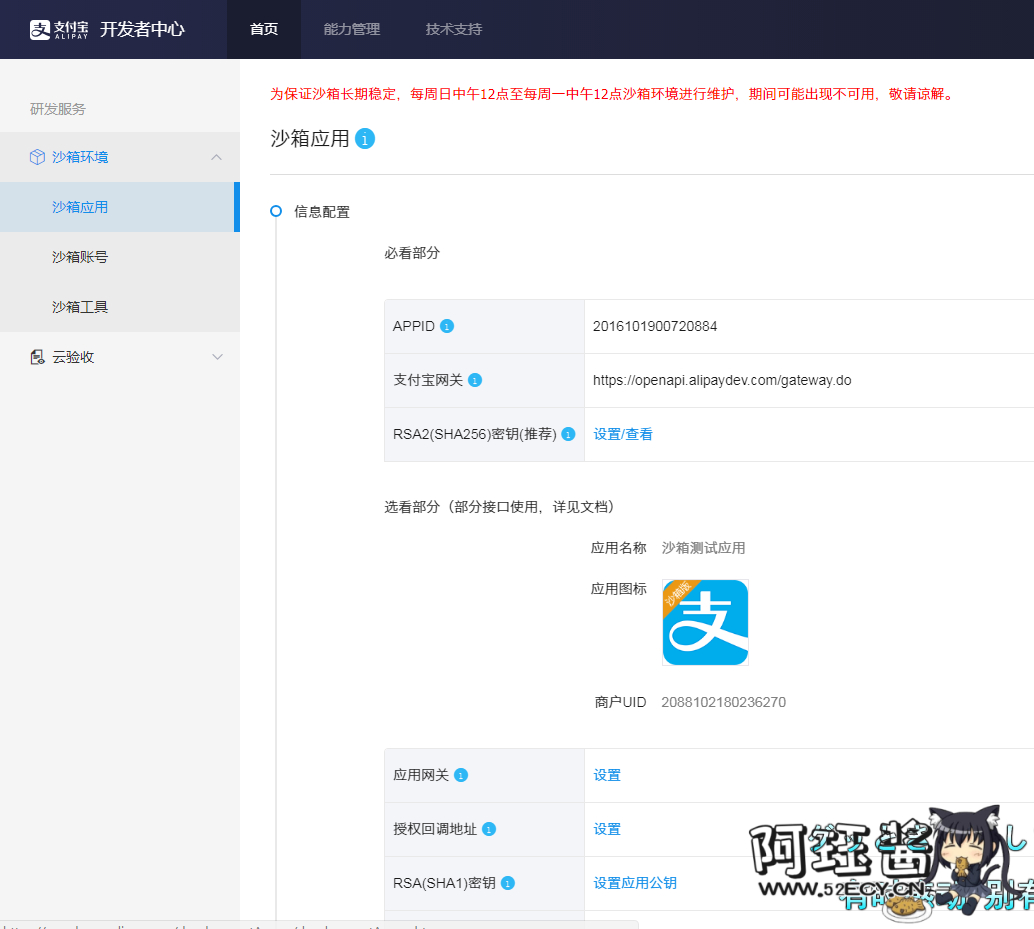 支付宝 ALIPAY 开发者中心 首页 能力管理 技术支持
研发服务
沙箱环境
沙箱应用
沙箱账号
沙箱工具
云验收
为保证沙箱长期稳定，每周日中午12点至每周一中午12点沙箱环境进行维护，期间可能出现不可用，敬请谅解。
沙箱应用
信息配置
必看部分
APPID 2016101900720884
支付宝网关 https://openapi.alipaydev.com/gateway.do
RSA2(SHA256)密钥(推荐) 设置/查看
选看部分（部分接口使用，详见文档）
应用名称 沙箱测试应用
应用图标
沙箱版
支
商户UID 2088102180236270
应用网关 设置
授权回调地址 设置
RSA(SHA1)密钥 设置应用公钥
阿珏酱
WWW.52ECY.CN